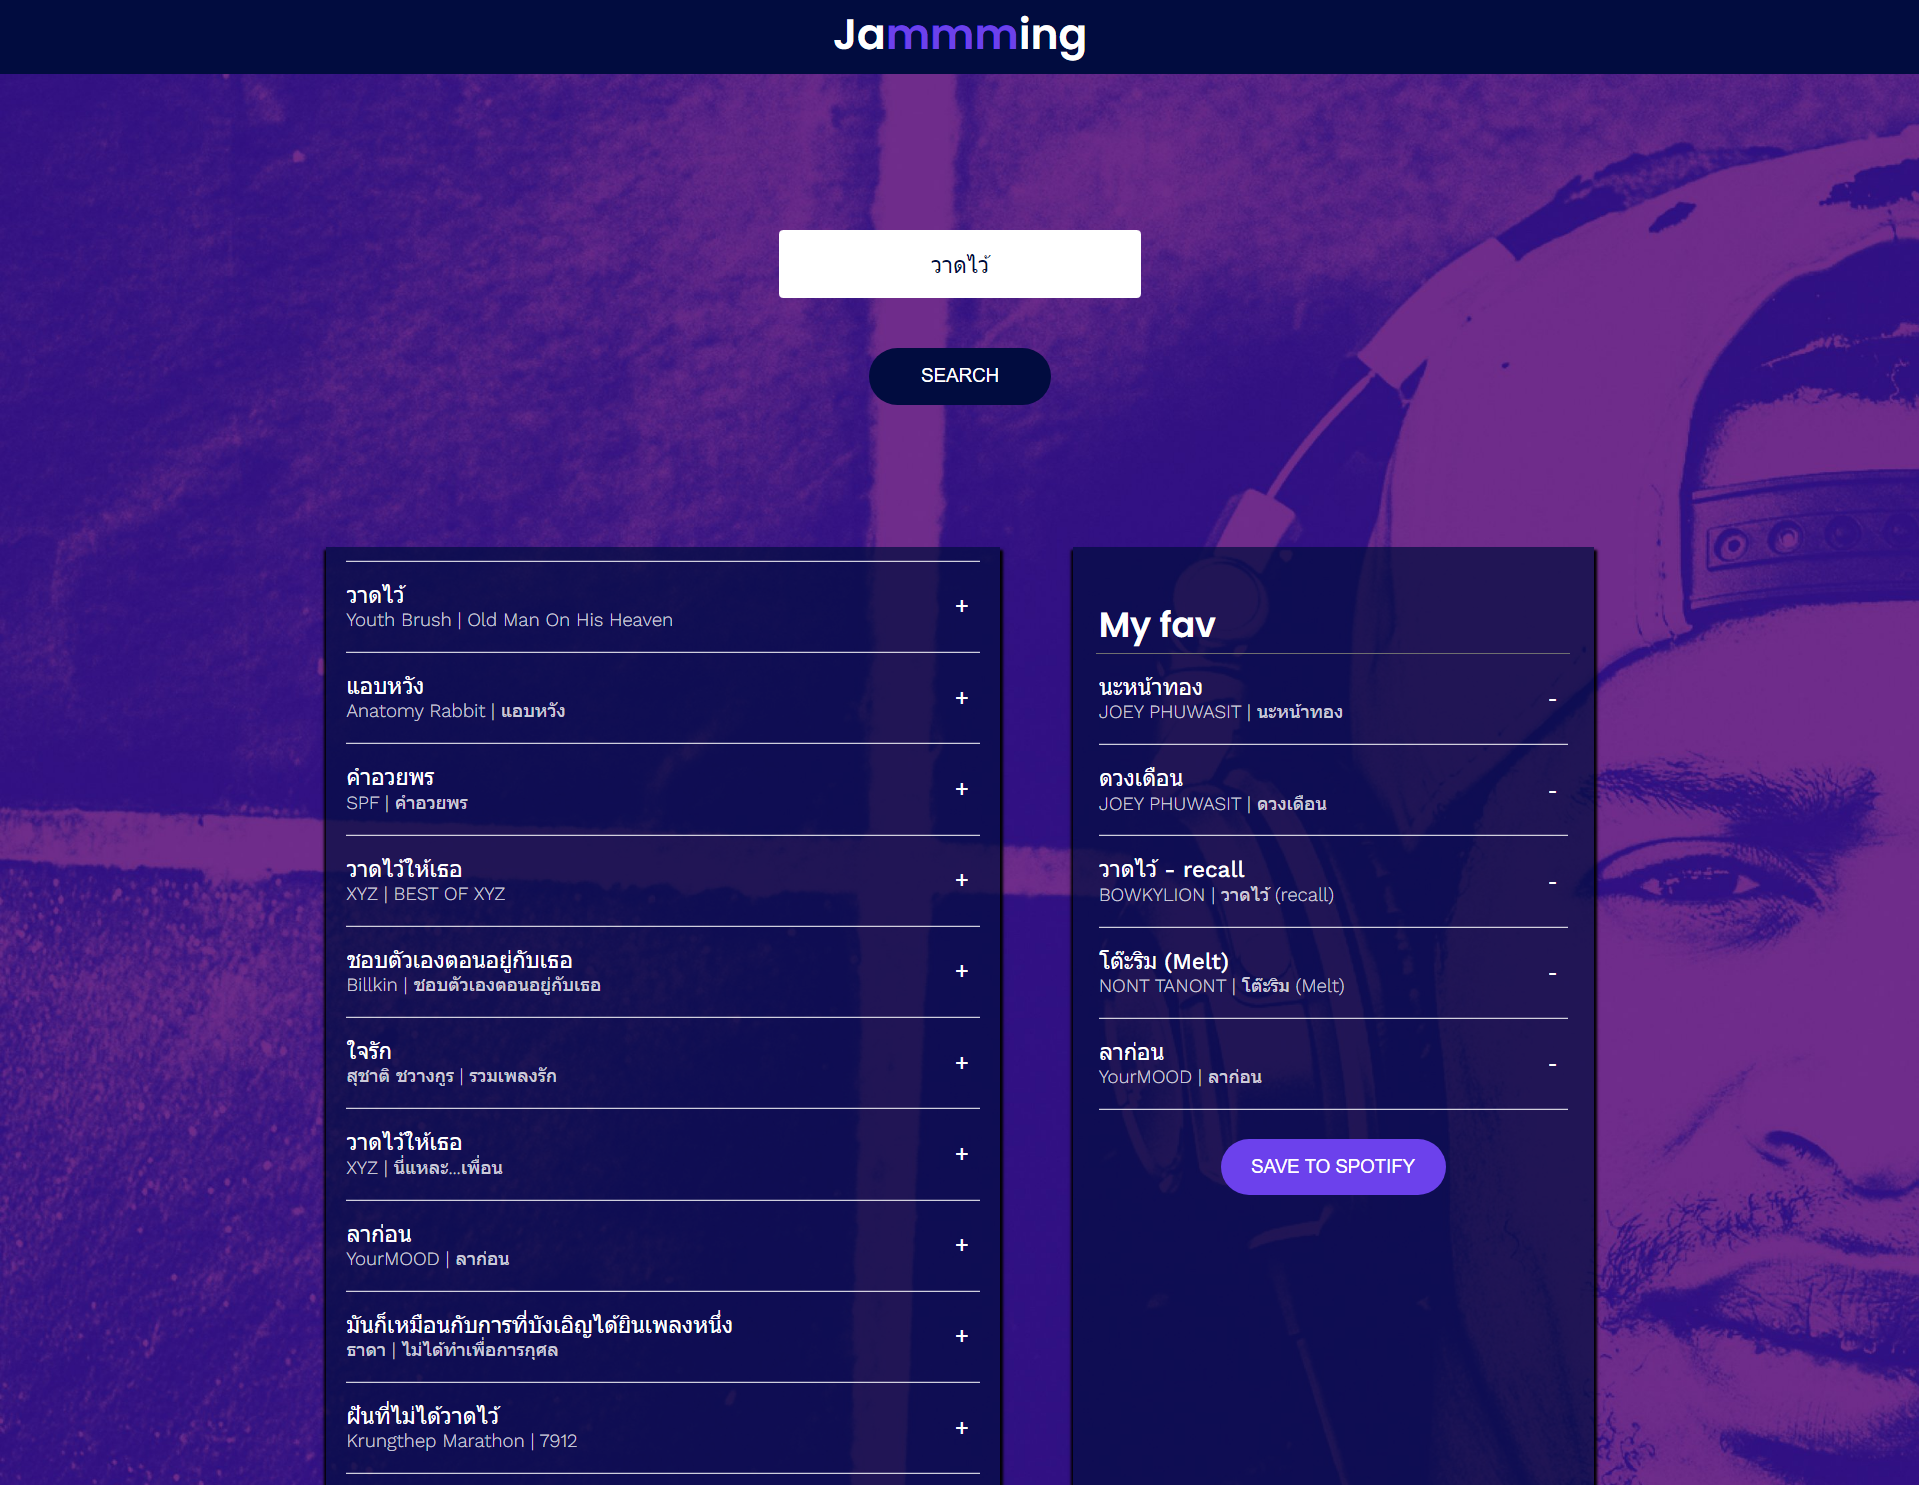 Jammming
วาดไว้
SEARCH
วาดไว้
Youth Brush | Old Man On His Heaven
+
แอบหวัง
Anatomy Rabbit | แอบหวัง
+
คำอวยพร
SPF | คำอวยพร
+
วาดไว้ให้เธอ
XYZ | BEST OF XYZ
+
ชอบตัวเองตอนอยู่กับเธอ
Billkin | ชอบตัวเองตอนอยู่กับเธอ
+
ใจรัก
สุชาติ ชวางกูร | รวมเพลงรัก
+
วาดไว้ให้เธอ
XYZ | นี่แหละ...เพื่อน
+
ลาก่อน
YourMOOD | ลาก่อน
+
มันก็เหมือนกับการที่บังเอิญได้ยินเพลงหนึ่ง
ธาดา | ไม่ได้ทำเพื่อการกุศล
+
ฝันที่ไม่ได้วาดไว้
Krungthep Marathon | 7912
+
My fav
นะหน้าทอง
JOEY PHUWASIT | นะหน้าทอง
-
ดวงเดือน
JOEY PHUWASIT | ดวงเดือน
-
วาดไว้ - recall
BOWKYLION | วาดไว้ (recall)
-
โต๊ะริม (Melt)
NONT TANONT | โต๊ะริม (Melt)
-
ลาก่อน
YourMOOD | ลาก่อน
-
SAVE TO SPOTIFY